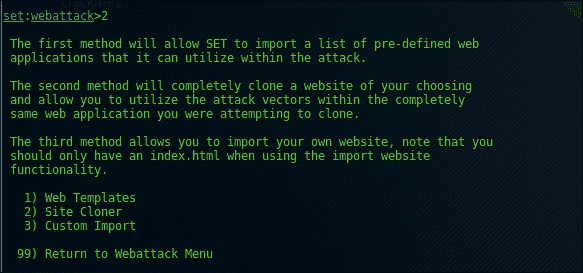 set:webattack>2
The first method will allow SET to import a list of pre-defined web
applications that it can utilize within the attack.
The second method will completely clone a website of your choosing
and allow you to utilize the attack vectors within the completely
same web application you were attempting to clone.
The third method allows you to import your own website, note that you
should only have an index.html when using the import website
functionality.
1) Web Templates
2) Site Cloner
3) Custom Import
99) Return to Webattack Menu